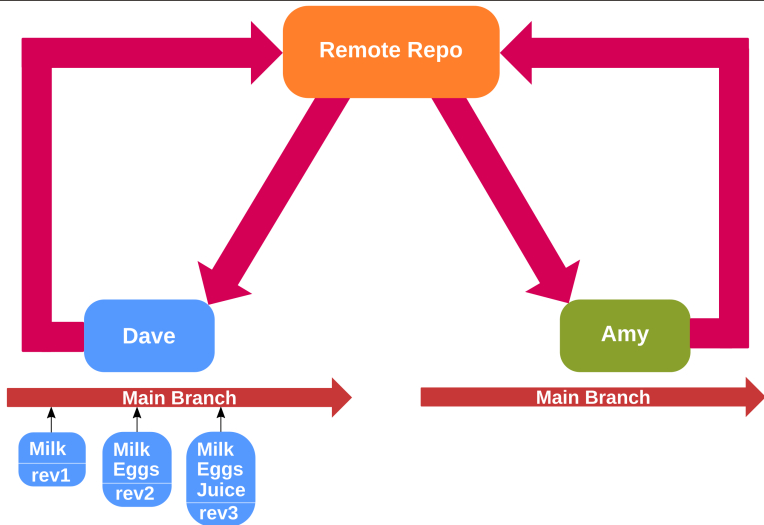 Remote Repo
Dave
Amy
Main Branch
Main Branch
Milk
rev1
Milk
Eggs
rev2
Milk
Eggs
Juice
rev3